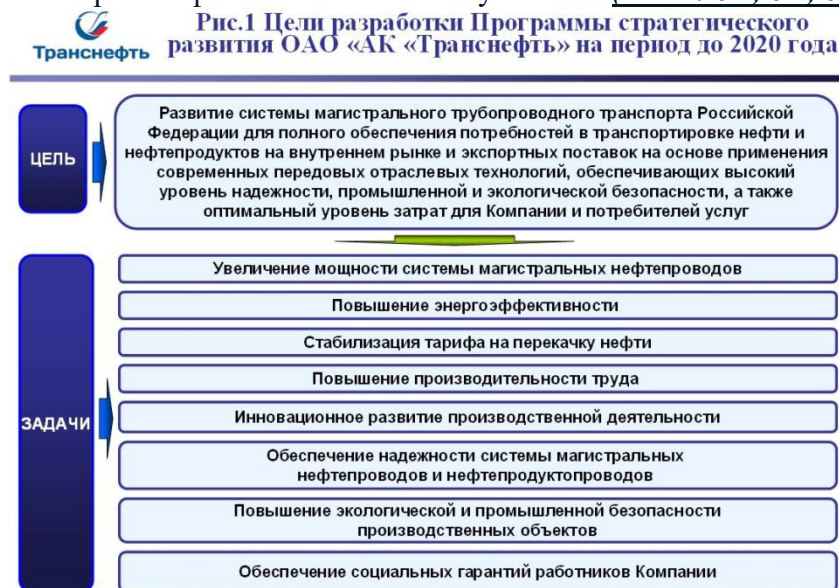 Рис.1 Цели разработки Программы стратегического
развития ОАО «АК «Транснефть» на период до 2020 года
Транснефть
ЦЕЛЬ
Развитие системы магистрального трубопроводного транспорта Российской
Федерации для полного обеспечения потребностей в транспортировке нефти и
нефтепродуктов на внутреннем рынке и экспортных поставок на основе применения
современных передовых отраслевых технологий, обеспечивающих высокий
уровень надежности, промышленной и экологической безопасности, а также
оптимальный уровень затрат для Компании и потребителей услуг
ЗАДАЧИ
Увеличение мощности системы магистральных нефтепроводов
Повышение энергоэффективности
Стабилизация тарифа на перекачку нефти
Повышение производительности труда
Инновационное развитие производственной деятельности
Обеспечение надежности системы магистральных
нефтепроводов и нефтепродуктопроводов
Повышение экологической и промышленной безопасности
производственных объектов
Обеспечение социальных гарантий работников Компании